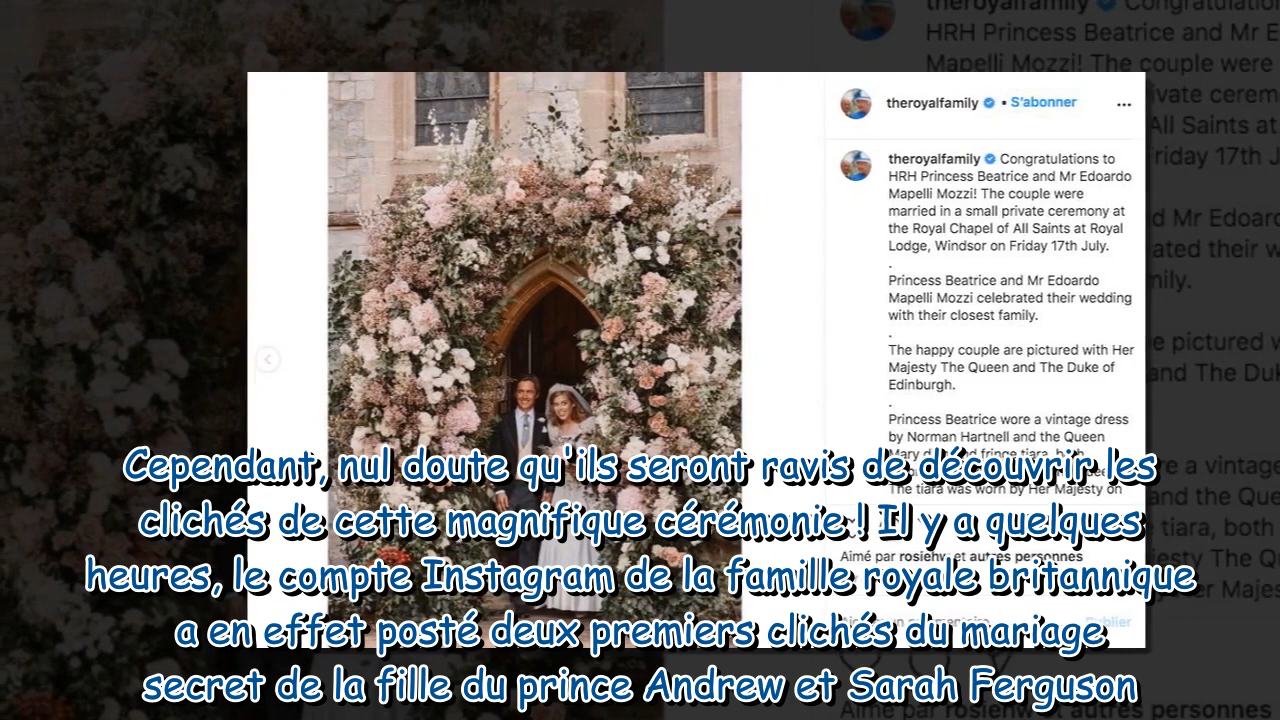 theroyalfamily • S'abonner ...
theroyalfamily Congratulations to
HRH Princess Beatrice and Mr Edoardo
Mapelli Mozzi! The couple were
married in a small private ceremony at
the Royal Chapel of All Saints at Royal
Lodge, Windsor on Friday 17th July.
.
Princess Beatrice and Mr Edoardo
Mapelli Mozzi celebrated their wedding
with their closest family.
.
The happy couple are pictured with Her
Majesty The Queen and The Duke of
Edinburgh.
.
Princess Beatrice wore a vintage dress
by Norman Hartnell and the Queen
Mary fringe tiara,
The tiara was worn by Her Majesty on
Aimé par rosieny et autres personnes
Publier
Cependant, nul doute qu'ils seront ravis de découvrir les
clichés de cette magnifique cérémonie ! Il y a quelques
heures, le compte Instagram de la famille royale britannique
a en effet posté deux premiers clichés du mariage
secret de la fille du prince Andrew et Sarah Ferguson